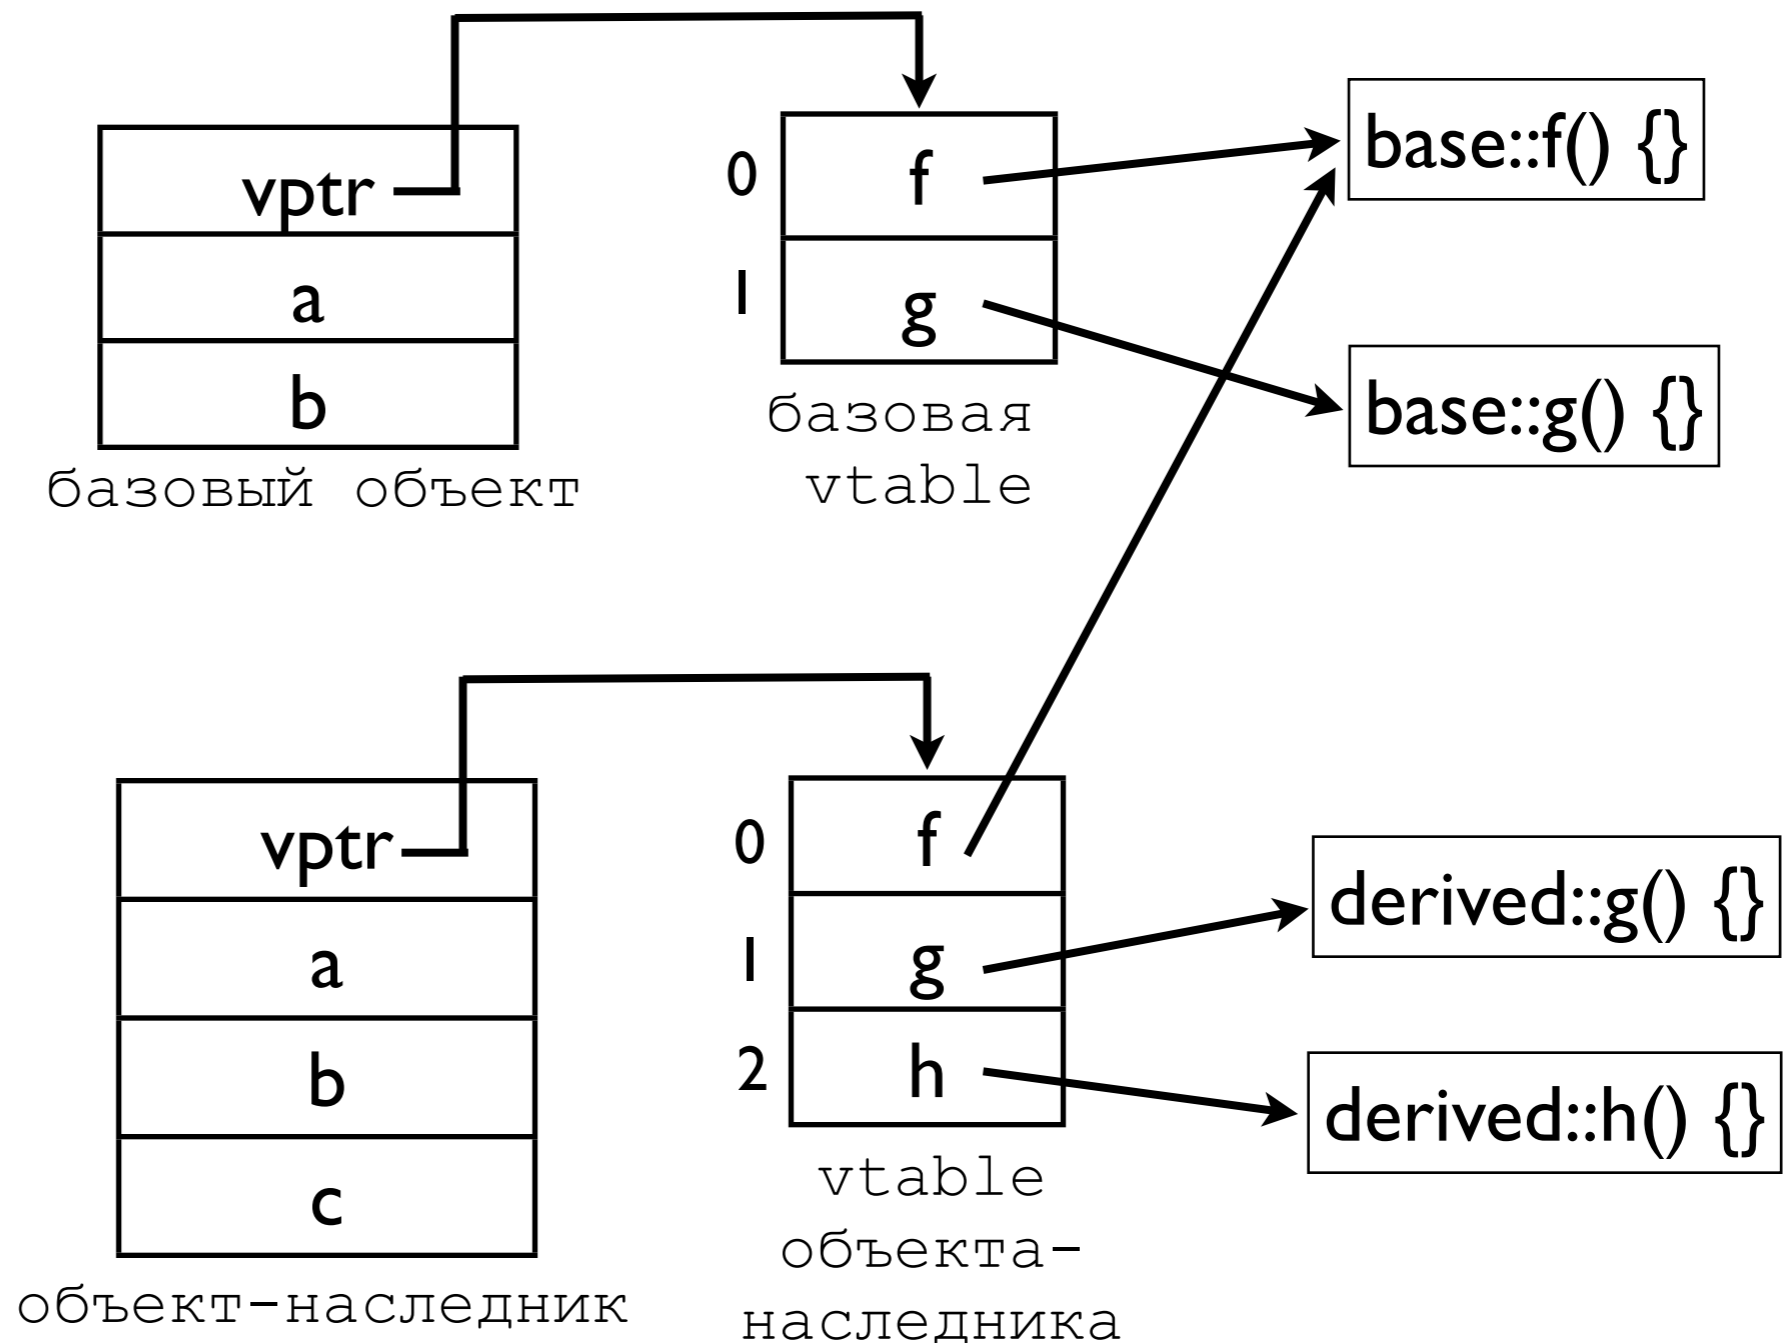 vptr
a
b
базовый объект
0
f
1
g
базовая
vtable
base::f() {}
base::g() {}
vptr
a
b
c
объект-наследник
0
f
1
g
2
h
vtable
объекта-
наследника
derived::g() {}
derived::h() {}